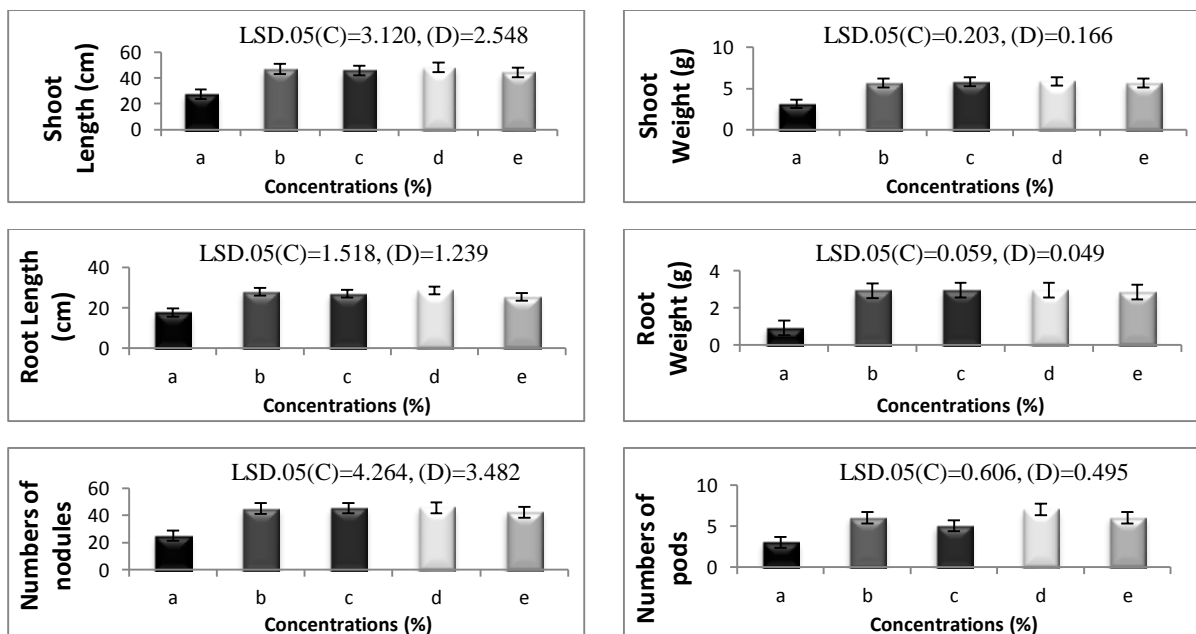 LSD.05(C)=3.120, (D)=2.548
Shoot
Length (cm)
60
40
20
0
a b c d e
Concentrations (%)
LSD.05(C)=0.203, (D)=0.166
Shoot
Weight (g)
10
5
0
a b c d e
Concentrations (%)
LSD.05(C)=1.518, (D)=1.239
Root Length
(cm)
40
20
0
a b c d e
Concentrations (%)
LSD.05(C)=0.059, (D)=0.049
Root
Weight (g)
4
2
0
a b c d e
Concentrations (%)
LSD.05(C)=4.264, (D)=3.482
Numbers of
nodules
60
40
20
0
a b c d e
Concentrations (%)
LSD.05(C)=0.606, (D)=0.495
Numbers of
pods
10
5
0
a b c d e
Concentrations (%)